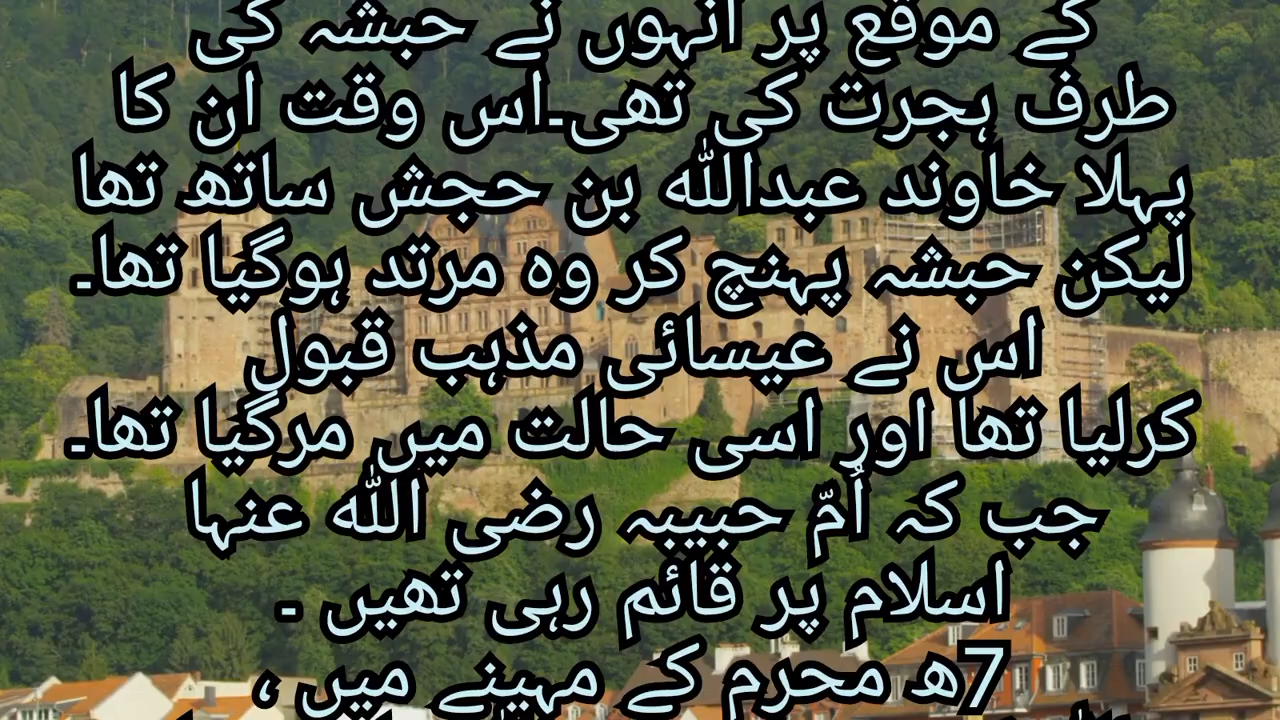 کے موقع پر انہوں نے حبشہ کی
طرف ہجرت کی تھی۔اس وقت ان کا
پہلا خاوند عبداللہ بن حجش ساتھ تھا
لیکن حبشہ پہنچ کر وہ مرتد ہوگیا تھا۔
اس نے عیسائی مذہب قبول
کرلیا تھا اور اسی حالت میں مرگیا تھا۔
جب کہ اُمّ حبیبہ رضی اللہ عنہا
اسلام پر قائم رہی تھیں ۔
7ھ محرم کے مہینے میں ،